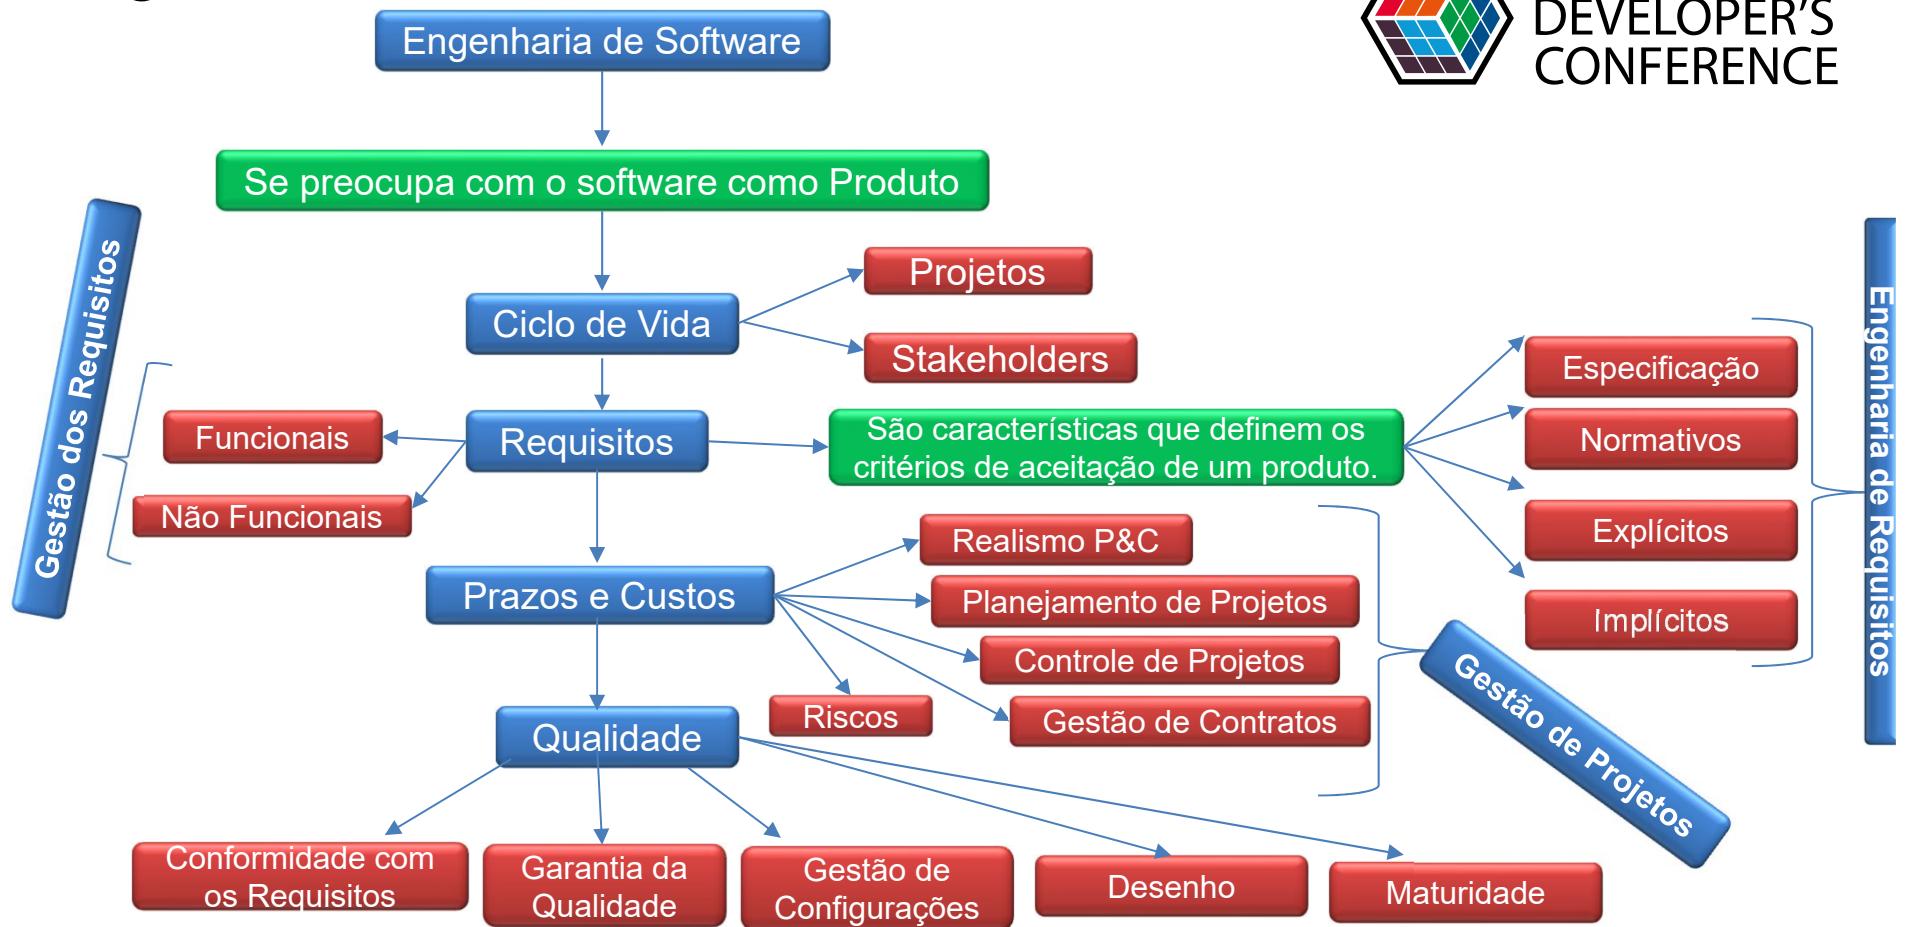 DEVELOPER'S
CONFERENCE
Engenharia de Software
Se preocupa com o software como Produto
Gestão dos Requisitos
Projetos
Ciclo de Vida
Stakeholders
Engenharia de Requisitos
Especificação
Funcionais
Requisitos
São características que definem os
critérios de aceitação de um produto.
Normativos
Não Funcionais
Explícitos
Realismo P&C
Prazos e Custos
Planejamento de Projetos
Implícitos
Controle de Projetos
Gestão de Projetos
Riscos
Gestão de Contratos
Qualidade
Conformidade com
os Requisitos
Garantia da
Qualidade
Gestão de
Configurações
Desenho
Maturidade